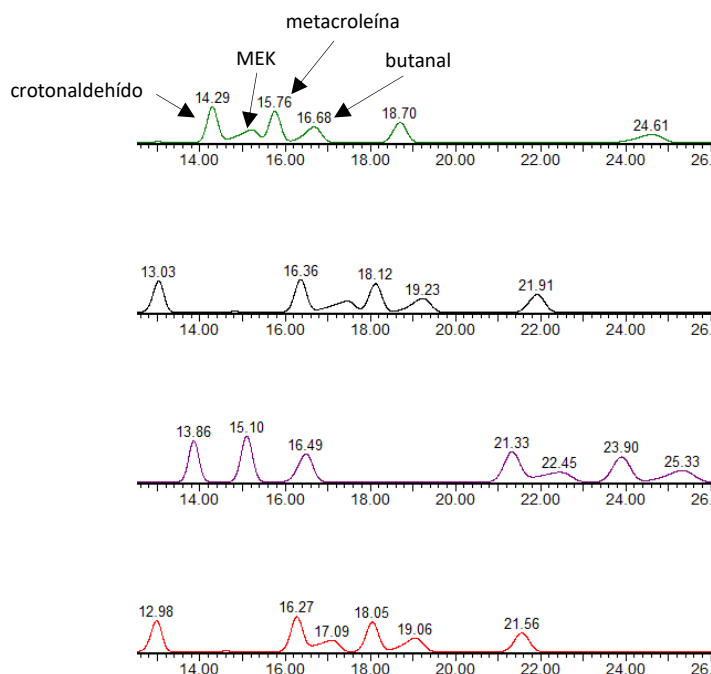 metacroleína
MEK
butanal
crotonaldehído
14.29 15.76 16.68 18.70 24.61
14.00 16.00 18.00 20.00 22.00 24.00 26.
13.03 16.36 18.12 19.23 21.91
14.00 16.00 18.00 20.00 22.00 24.00 26.
13.86 15.10 16.49 21.33 22.45 23.90 25.33
14.00 16.00 18.00 20.00 22.00 24.00 26.
12.98 16.27 17.09 18.05 19.06 21.56
14.00 16.00 18.00 20.00 22.00 24.00 26.